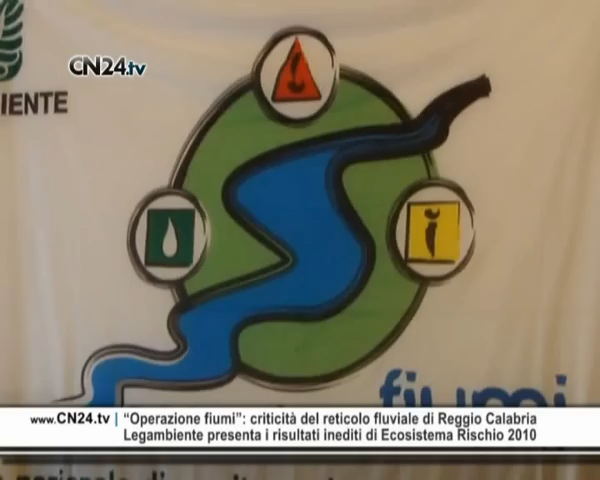 CN24.tv
IENTE
i
fiumi
www.CN24.tv | “Operazione fiumi”: criticità del reticolo fluviale di Reggio Calabria
Legambiente presenta i risultati inediti di Ecosistema Rischio 2010